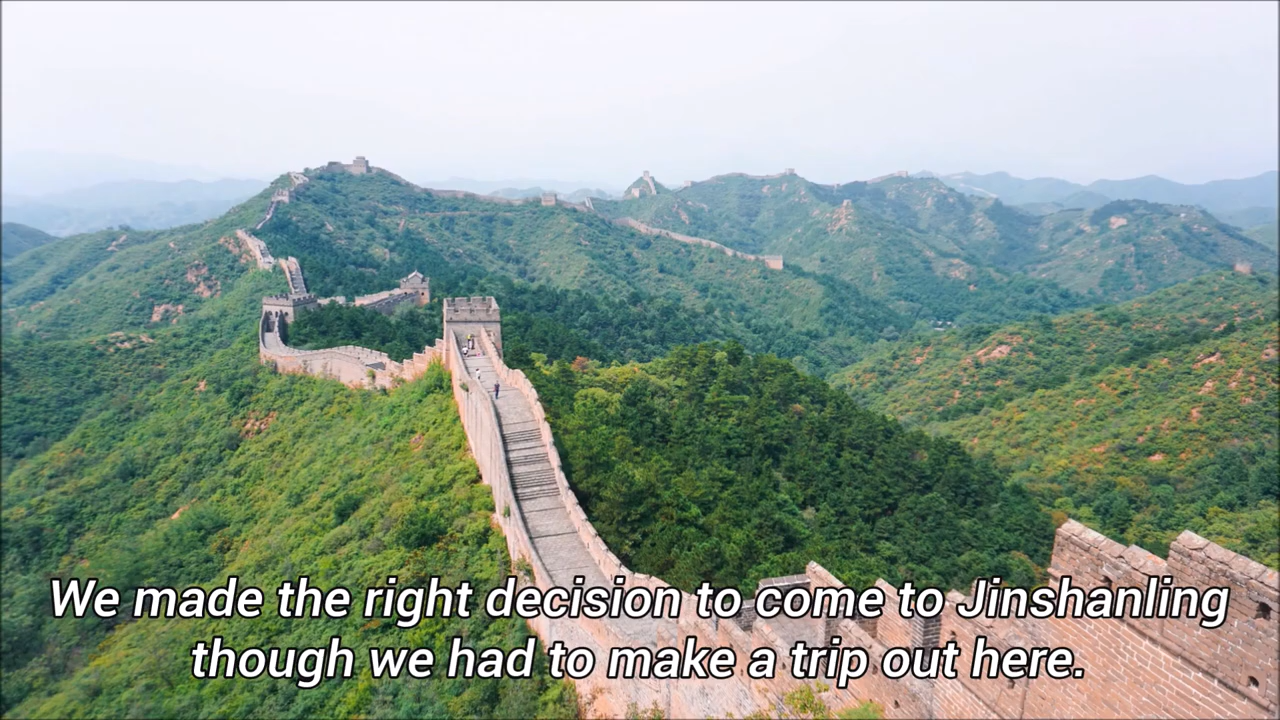 We made the right decision to come to Jinshanling
though we had to make a trip out here.